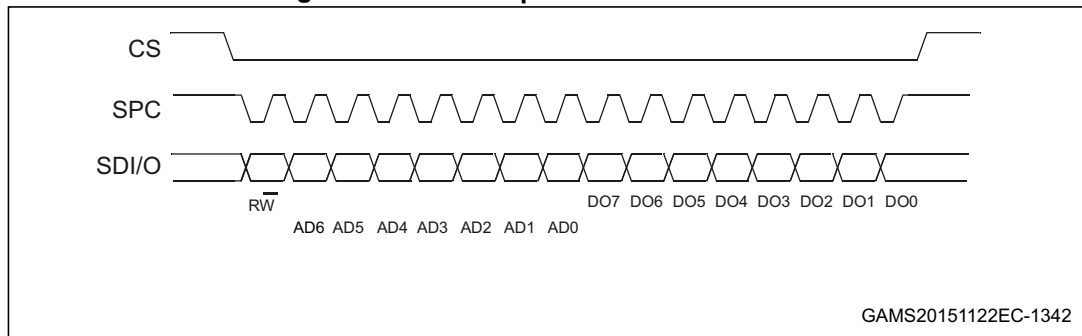 CS
SPC
SDI/O
RW DO7 DO6 DO5 DO4 DO3 DO2 DO1 DO0
AD6 AD5 AD4 AD3 AD2 AD1 AD0
GAMS20151122EC-1342